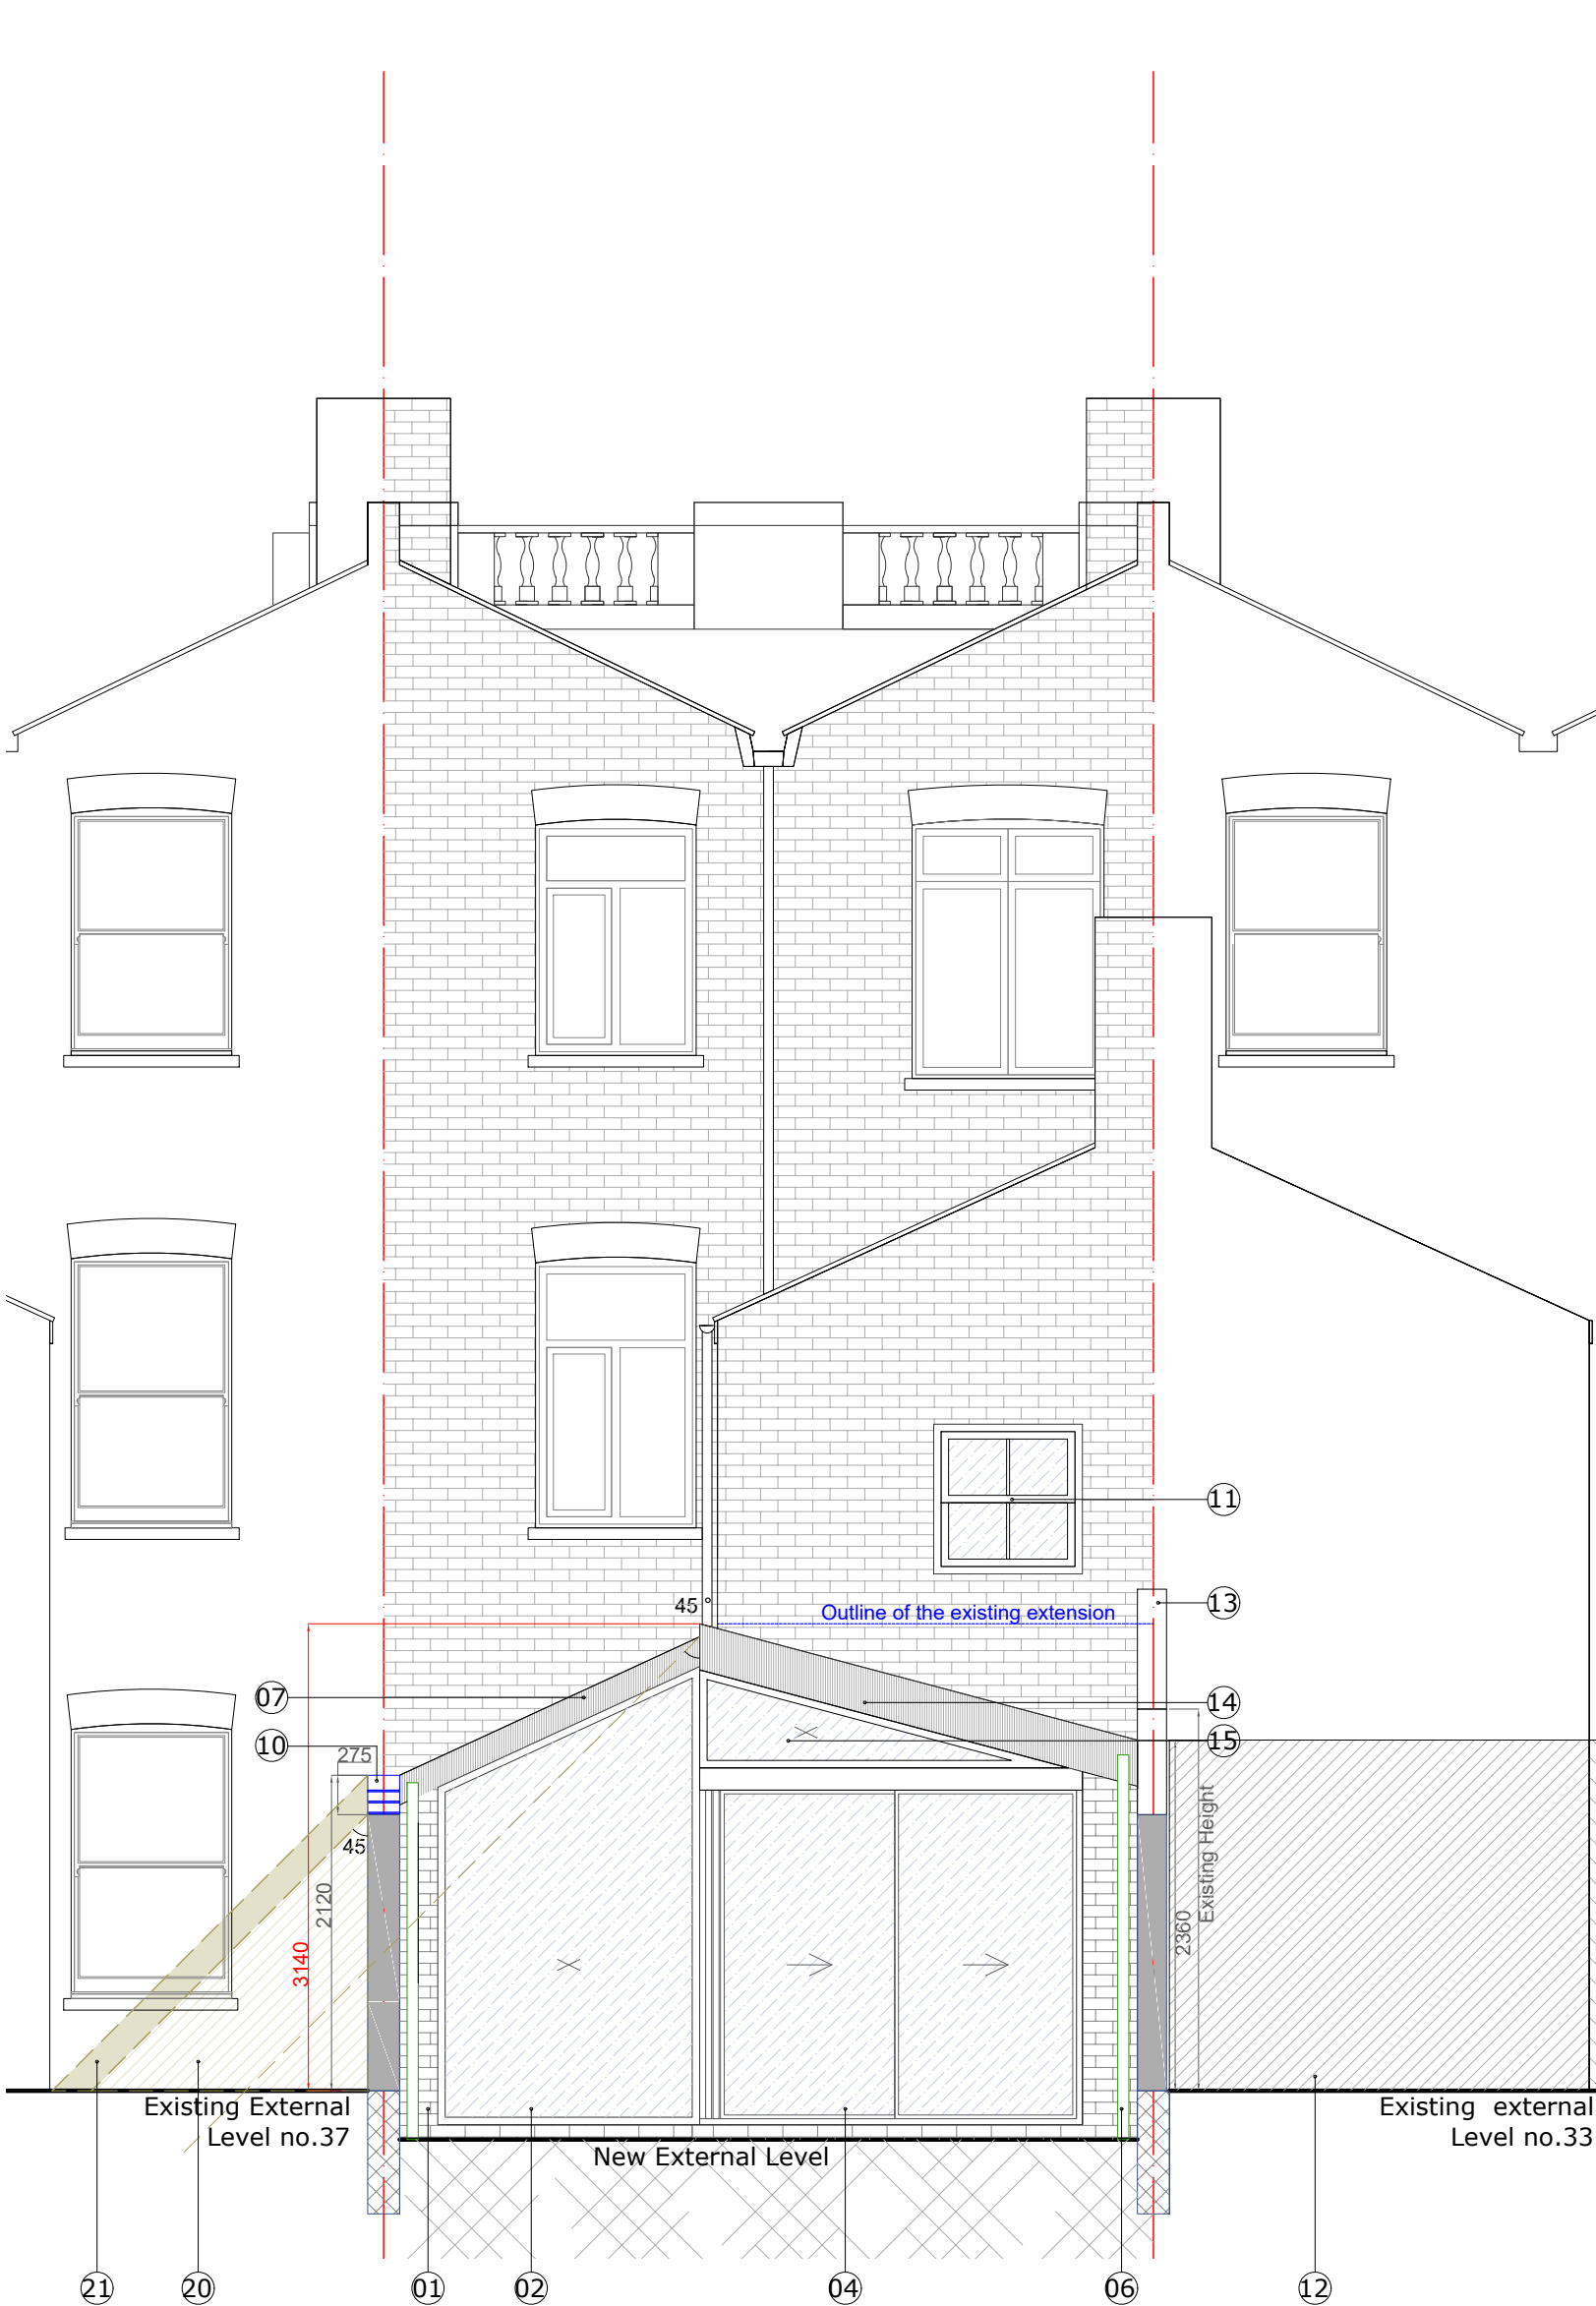 11
45
Outline of the existing extension
13
07
14
10
275
15
45
2120
3140
2360
Existing Height
Existing External
Level no.37
Existing external
Level no.33
New External Level
21
20
01
02
04
06
12